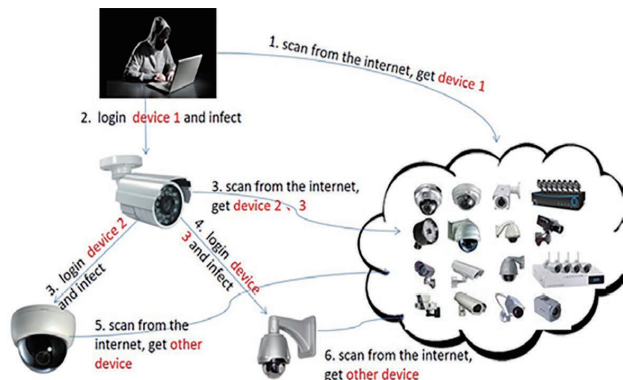 1. scan from the internet, get device 1
2. login device 1 and infect
3. scan from the internet,
get device 2 、 3
3. login device 2
and infect
4. login device
3 and infect
5. scan from the
internet, get other
device
6. scan from the internet,
get other device